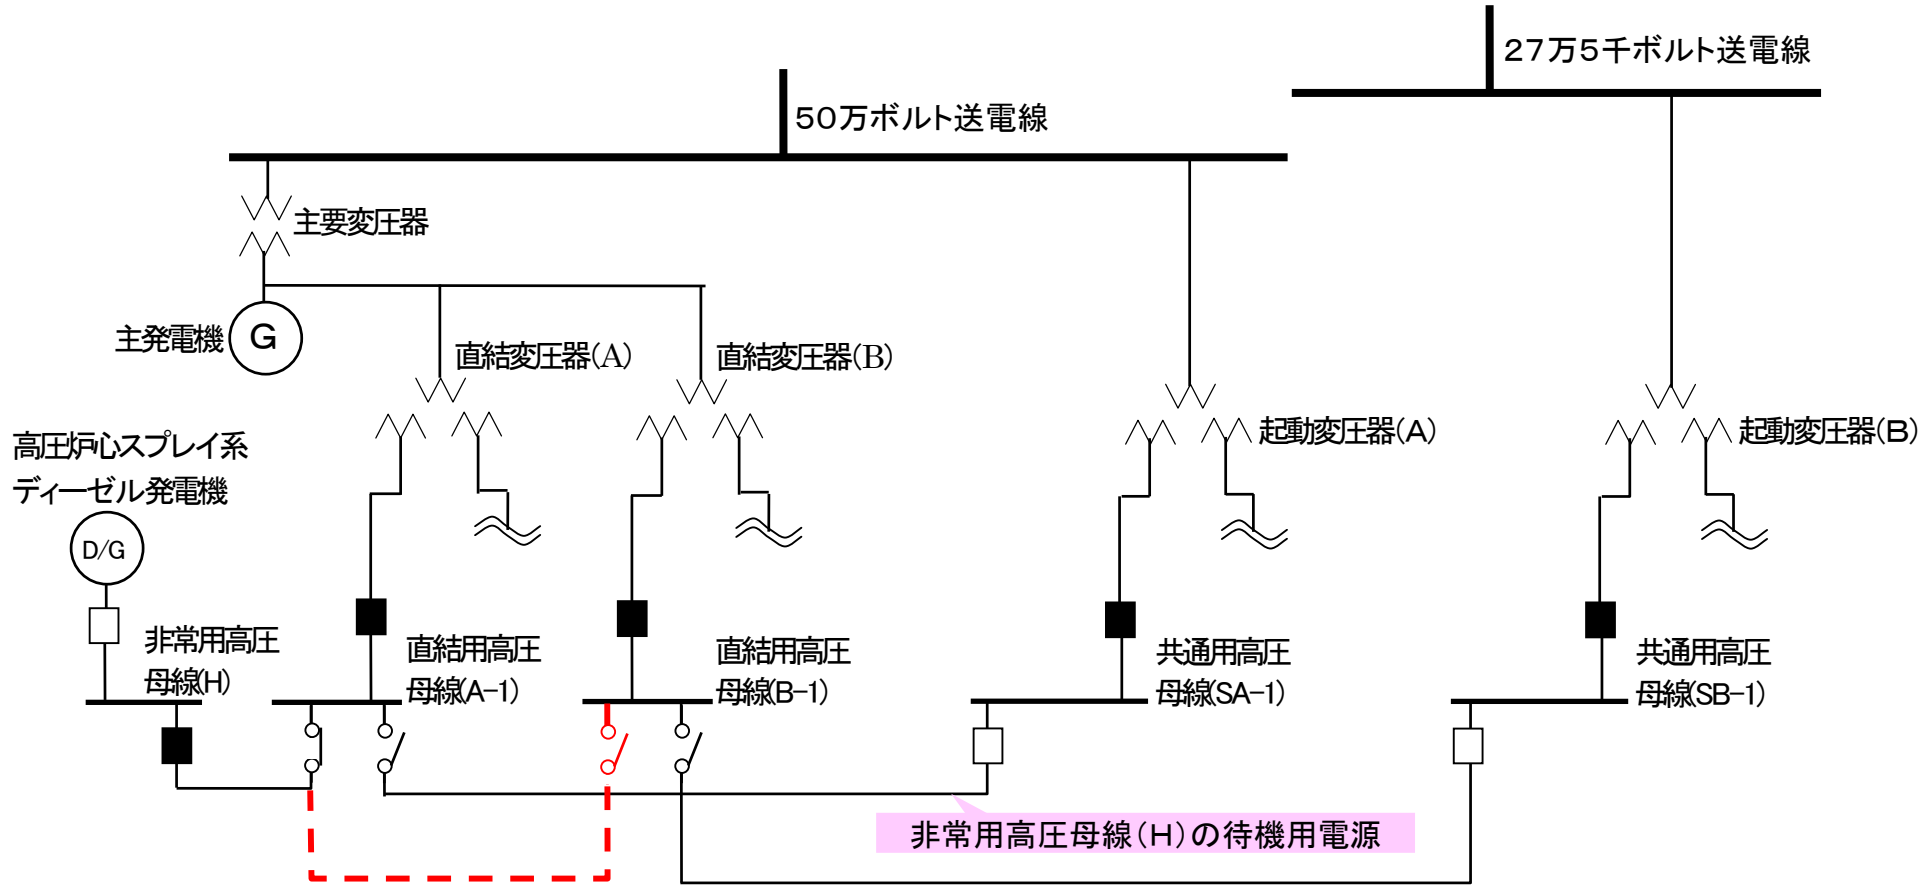 27万5千ボルト送電線
50万ボルト送電線
主要変圧器
主発電機
G
直結変圧器(A)
直結変圧器(B)
起動変圧器(A)
起動変圧器(B)
高圧炉心スプレイ系
ディーゼル発電機
D/G
非常用高圧
母線(H)
直結用高圧
母線(A-1)
直結用高圧
母線(B-1)
共通用高圧
母線(SA-1)
共通用高圧
母線(SB-1)
非常用高圧母線(H)の待機用電源